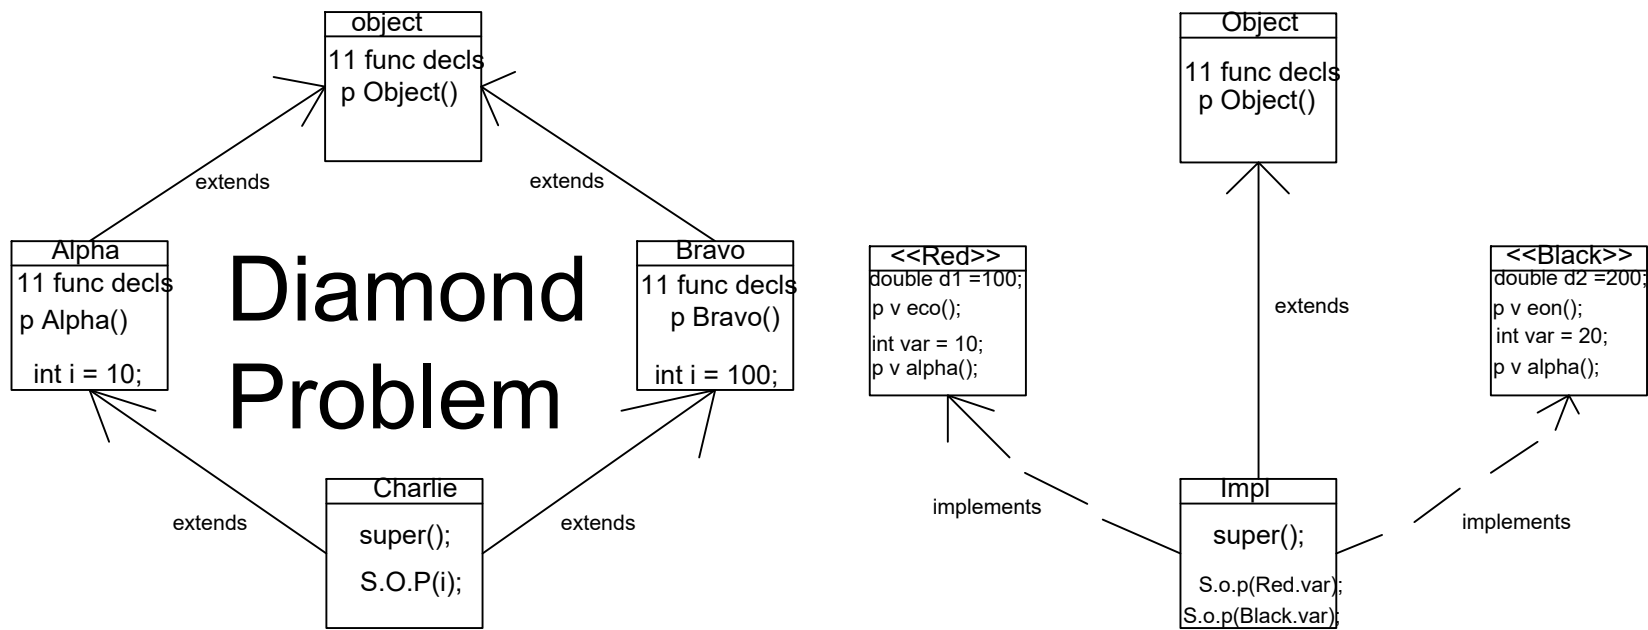 object
11 func decls
p Object()
extends
extends
Alpha
11 func decls
p Alpha()
int i = 10;
Diamond
Problem
Bravo
11 func decls
p Bravo()
int i = 100;
extends
extends
Charlie
super();
S.O.P(i);
Object
11 func decls
p Object()
<<Red>>
double d1 =100;
p v eco();
int var = 10;
p v alpha();
extends
<<Black>>
double d2 =200;
p v eon();
int var = 20;
p v alpha();
implements
implements
Impl
super();
S.o.p(Red.var);
S.o.p(Black.var);